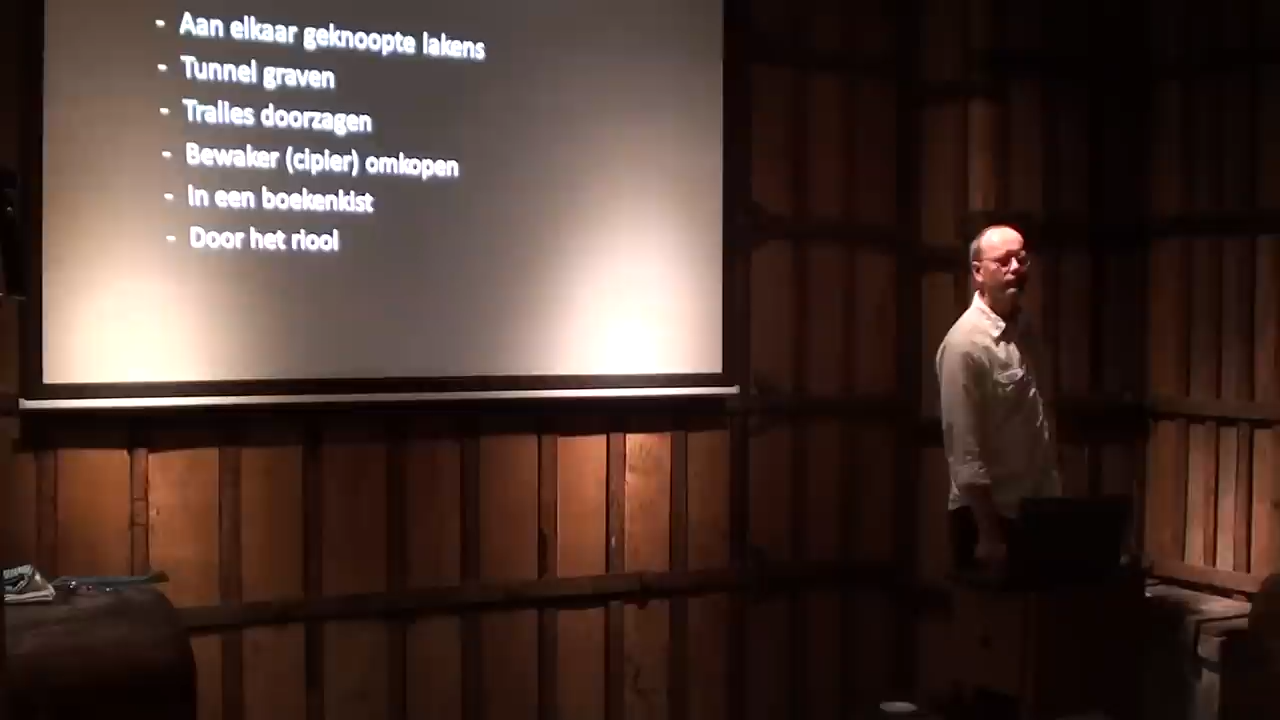 - Aan elkaar geknoopte lakens
- Tunnel graven
- Tralies doorzagen
- Bewaker (cipier) omkopen
- In een boekenkist
- Door het riool